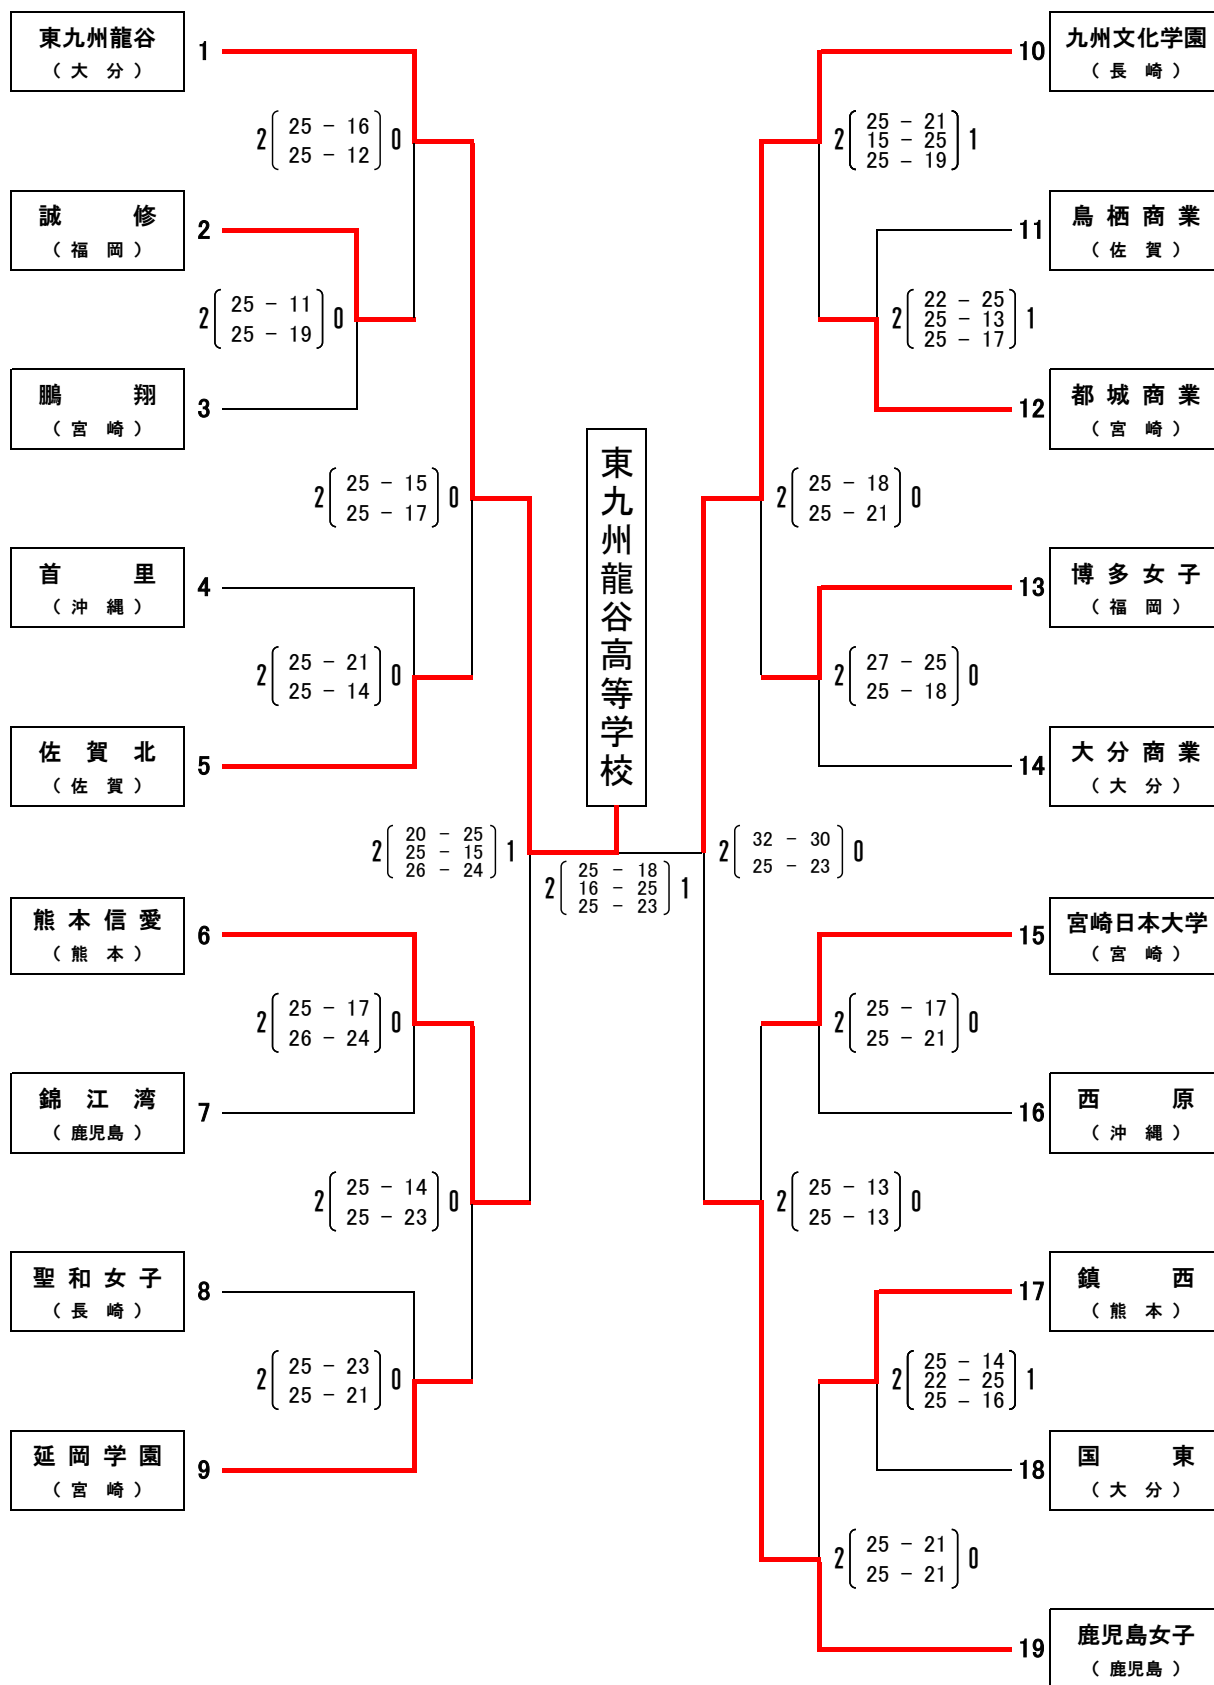 東九州龍谷
（ 大　分 ）
1
2 25 － 16 0
25 － 12
誠　　修
（ 福　岡 ）
2
2 25 － 11 0
25 － 19
鵬　　翔
（ 宮　崎 ）
3
2 25 － 15 0
25 － 17
首　　里
（ 沖　縄 ）
4
2 25 － 21 0
25 － 14
佐　賀　北
（ 佐　賀 ）
5
2 20 － 25 1
25 － 15
26 － 24
熊 本 信 愛
（ 熊　本 ）
6
2 25 － 17 0
26 － 24
錦　江　湾
（ 鹿児島 ）
7
2 25 － 14 0
25 － 23
聖 和 女 子
（ 長　崎 ）
8
2 25 － 23 0
25 － 21
延 岡 学 園
（ 宮　崎 ）
9
東九州龍谷高等学校
2 25 － 18 1
16 － 25
25 － 23
10
九州文化学園
（ 長　崎 ）
2 25 － 21 1
15 － 25
25 － 19
11
鳥 栖 商 業
（ 佐　賀 ）
2 22 － 25 1
25 － 13
25 － 17
12
都 城 商 業
（ 宮　崎 ）
2 25 － 18 0
25 － 21
13
博 多 女 子
（ 福　岡 ）
2 27 － 25 0
25 － 18
14
大 分 商 業
（ 大　分 ）
2 32 － 30 0
25 － 23
15
宮崎日本大学
（ 宮　崎 ）
2 25 － 17 0
25 － 21
16
西　　原
（ 沖　縄 ）
2 25 － 13 0
25 － 13
17
鎮　　西
（ 熊　本 ）
2 25 － 14 1
22 － 25
25 － 16
18
国　　東
（ 大　分 ）
2 25 － 21 0
25 － 21
19
鹿児島女子
（ 鹿児島 ）